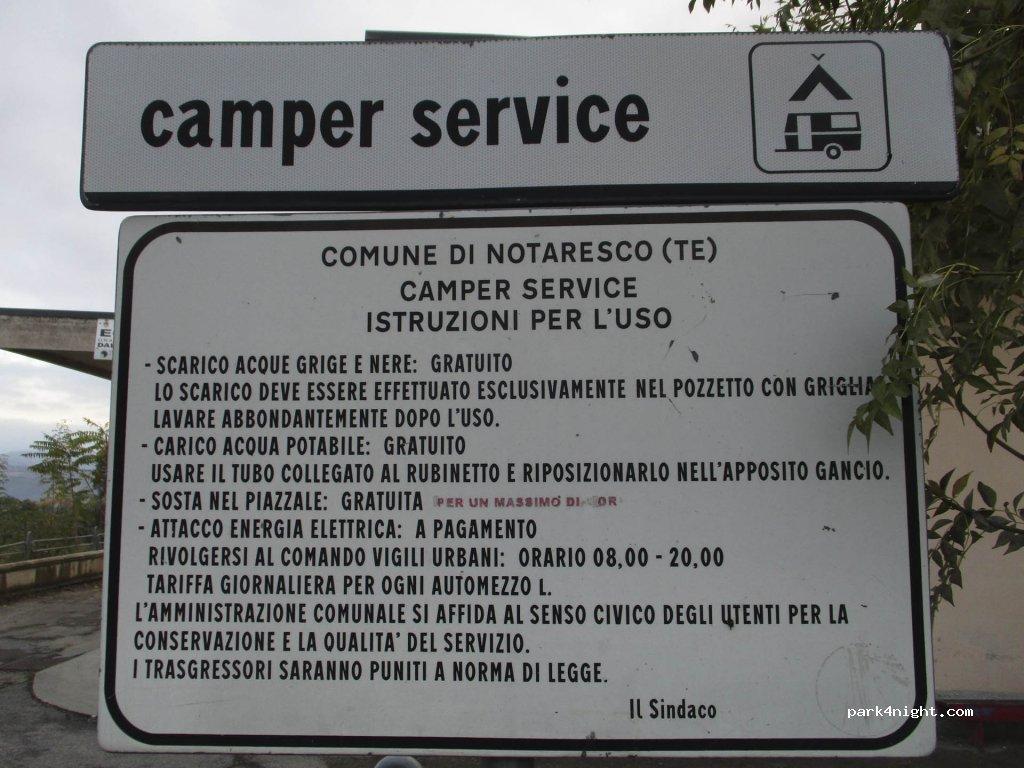 camper service
COMUNE DI NOTARESCO (TE)
CAMPER SERVICE
ISTRUZIONI PER L'USO
- SCARICO ACQUE GRIGE E NERE: GRATUITO
LO SCARICO DEVE ESSERE EFFETTUATO ESCLUSIVAMENTE NEL POZZETTO CON GRIGLIA
LAVARE ABBONDANTEMENTE DOPO L'USO.
- CARICO ACQUA POTABILE: GRATUITO
USARE IL TUBO COLLEGATO AL RUBINETTO E RIPOSIZIONARLO NELL'APPOSITO GANCIO.
- SOSTA NEL PIAZZALE: GRATUITA PER UN MASSIMO DI
- ATTACCO ENERGIA ELETTRICA: A PAGAMENTO
RIVOLGERSI AL COMANDO VIGILI URBANI: ORARIO 08,00 - 20,00
TARIFFA GIORNALIERA PER OGNI AUTOMEZZO L.
L'AMMINISTRAZIONE COMUNALE SI AFFIDA AL SENSO CIVICO DEGLI UTENTI PER LA
CONSERVAZIONE E LA QUALITA' DEL SERVIZIO.
I TRASGRESSORI SARANNO PUNITI A NORMA DI LEGGE.
Il Sindaco
park4night.com